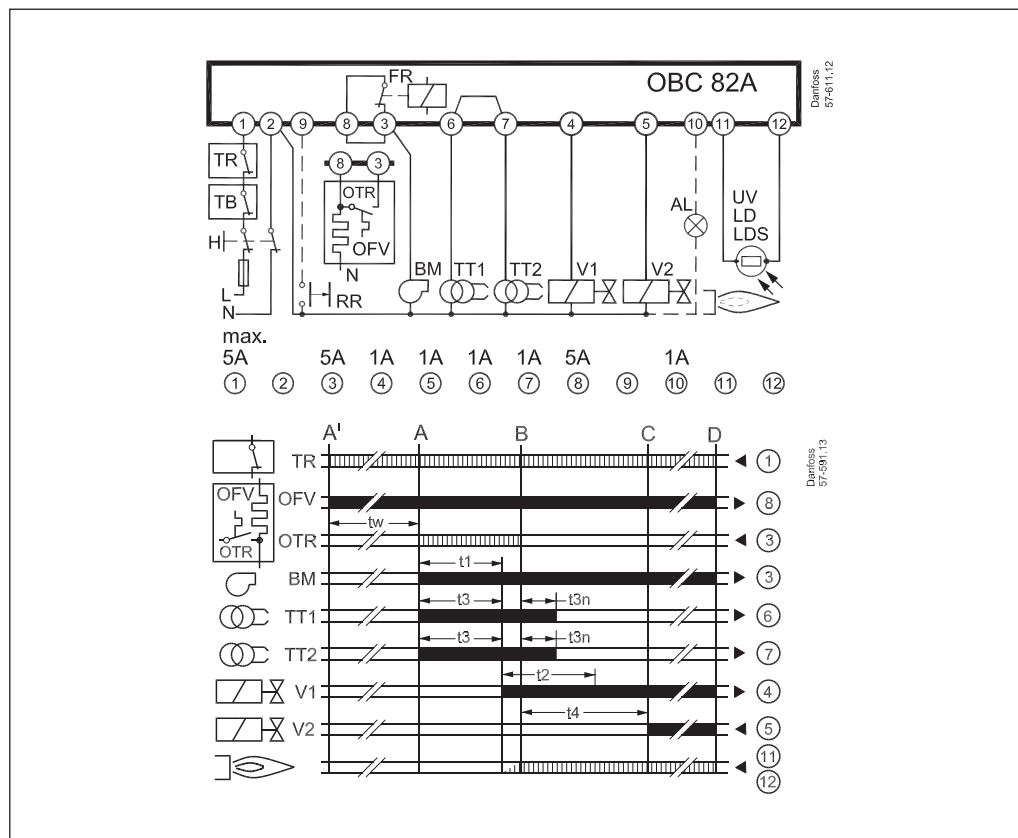 FR
OBC 82A
Danfoss
57-611.12
1 2 9 8 3 6 7 4 5 10 11 12
TR
8 3
OTR
UV
TB
AL
LD
LDS
H
OFV
N
BM TT1 TT2 V1 V2
L
N
RR
max.
5A 5A 1A 1A 1A 1A 5A 1A
1 2 3 4 5 6 7 8 9 10 11 12
A' A B C D
Danfoss
57-591.13
TR 1
OFV
OFV 8
tw
OTR
OTR 3
t1
BM 3
t3 t3n
TT1 6
t3 t3n
TT2 7
t2
V1 4
t4
V2 5
11
12